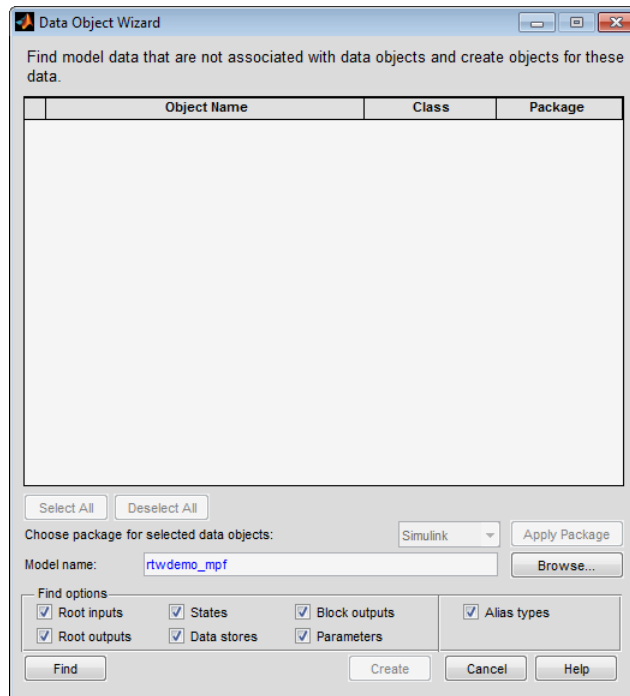 Data Object Wizard
Find model data that are not associated with data objects and create objects for these
data.
Object Name Class Package
Select All Deselect All
Choose package for selected data objects: Simulink Apply Package
Model name: rtwdemo_mpf Browse...
Find options
Root inputs States Block outputs Alias types
Root outputs Data stores Parameters
Find Create Cancel Help